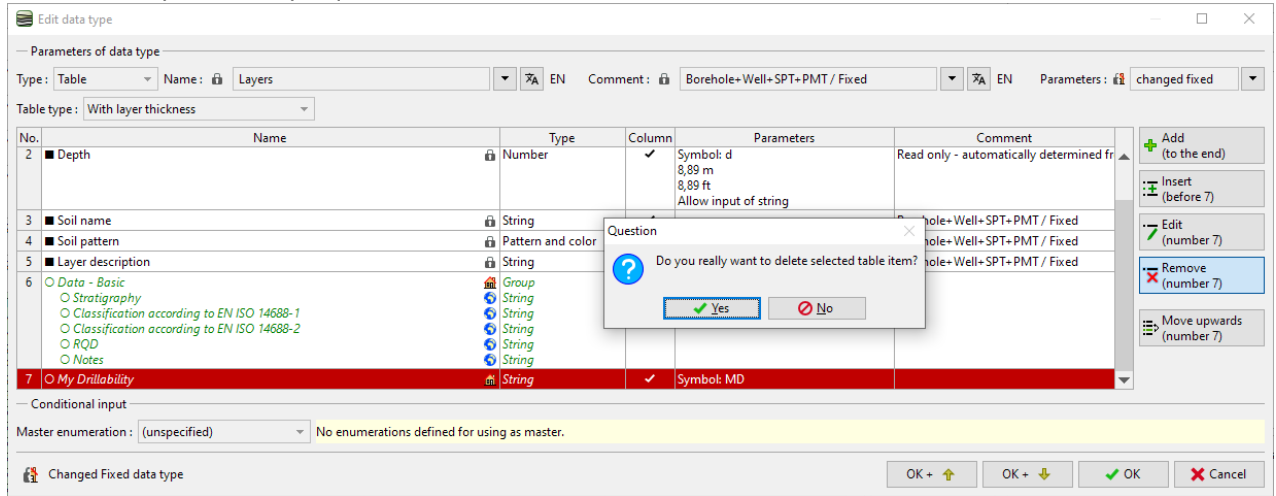 Edit data type
Parameters of data type
Type : Table Name : Layers EN Comment : Borehole+Well+SPT+PMT / Fixed EN Parameters : changed fixed
Table type : With layer thickness
No. Name Type Column Parameters Comment
2 Depth Number Symbol: d Read only - automatically determined fr
8,89 m
8,89 ft
Allow input of string
3 Soil name String hole+Well+SPT+PMT / Fixed
4 Soil pattern Pattern and color hole+Well+SPT+PMT / Fixed
5 Layer description String hole+Well+SPT+PMT / Fixed
6 Data - Basic Group
Stratigraphy String
Classification according to EN ISO 14688-1 String
Classification according to EN ISO 14688-2 String
RQD String
Notes String
7 My Drillability String Symbol: MD
Add
(to the end)
Insert
(before 7)
Edit
(number 7)
Remove
(number 7)
Move upwards
(number 7)
Question
Do you really want to delete selected table item?
Yes No
Conditional input
Master enumeration : (unspecified) No enumerations defined for using as master.
Changed Fixed data type OK + OK + OK Cancel